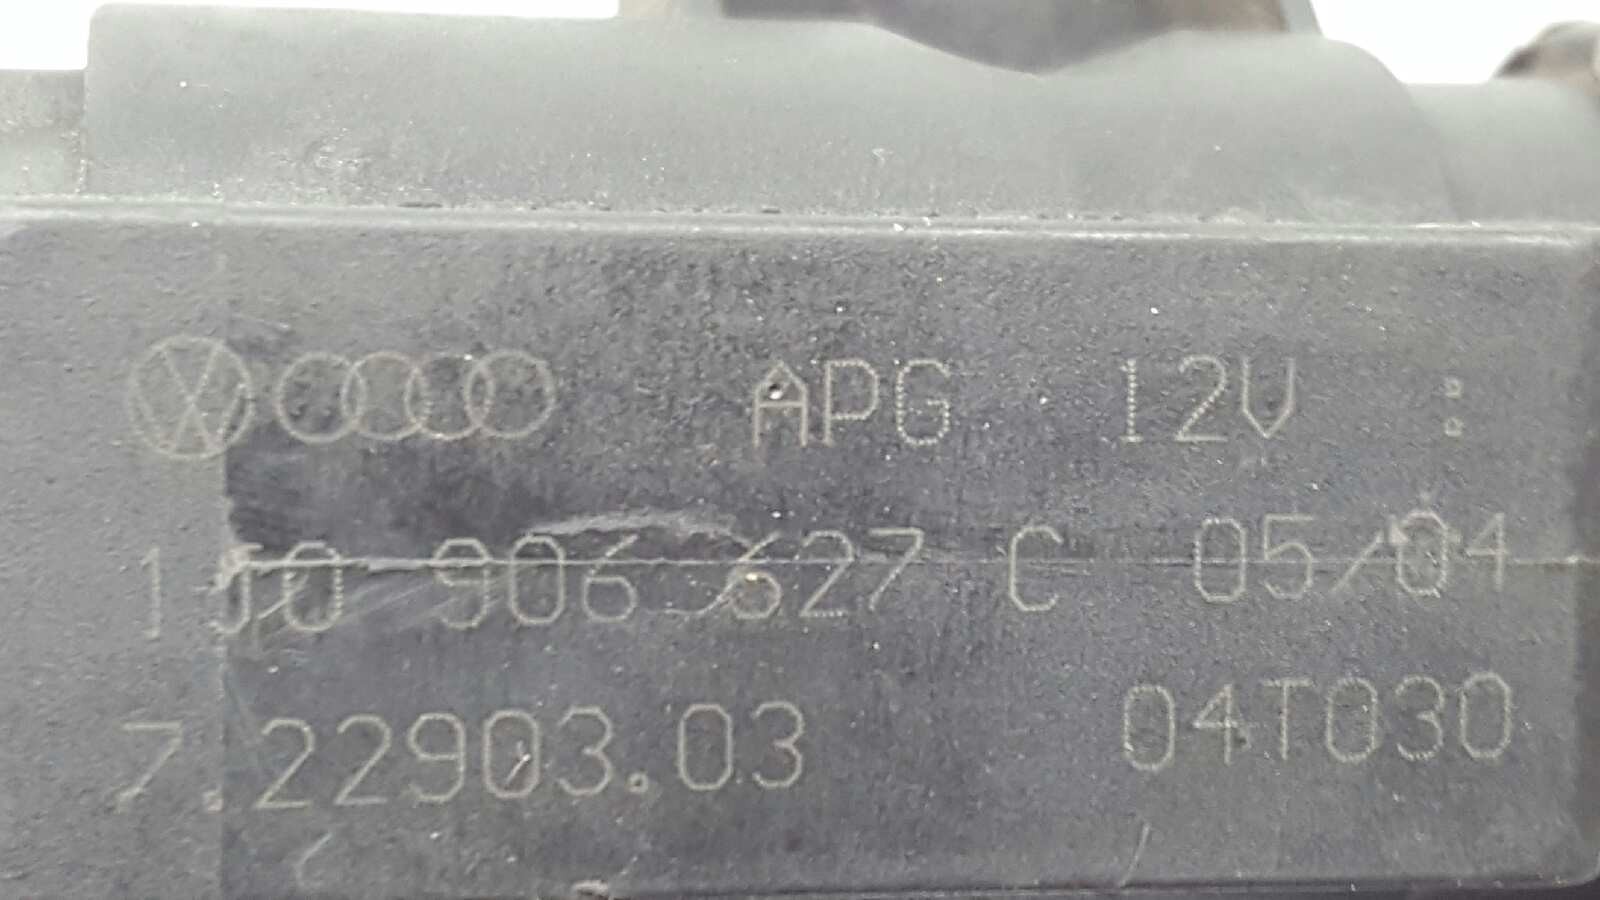 APG 12V :
1J0 906 627 C 05/04
7.22903.03 04T030